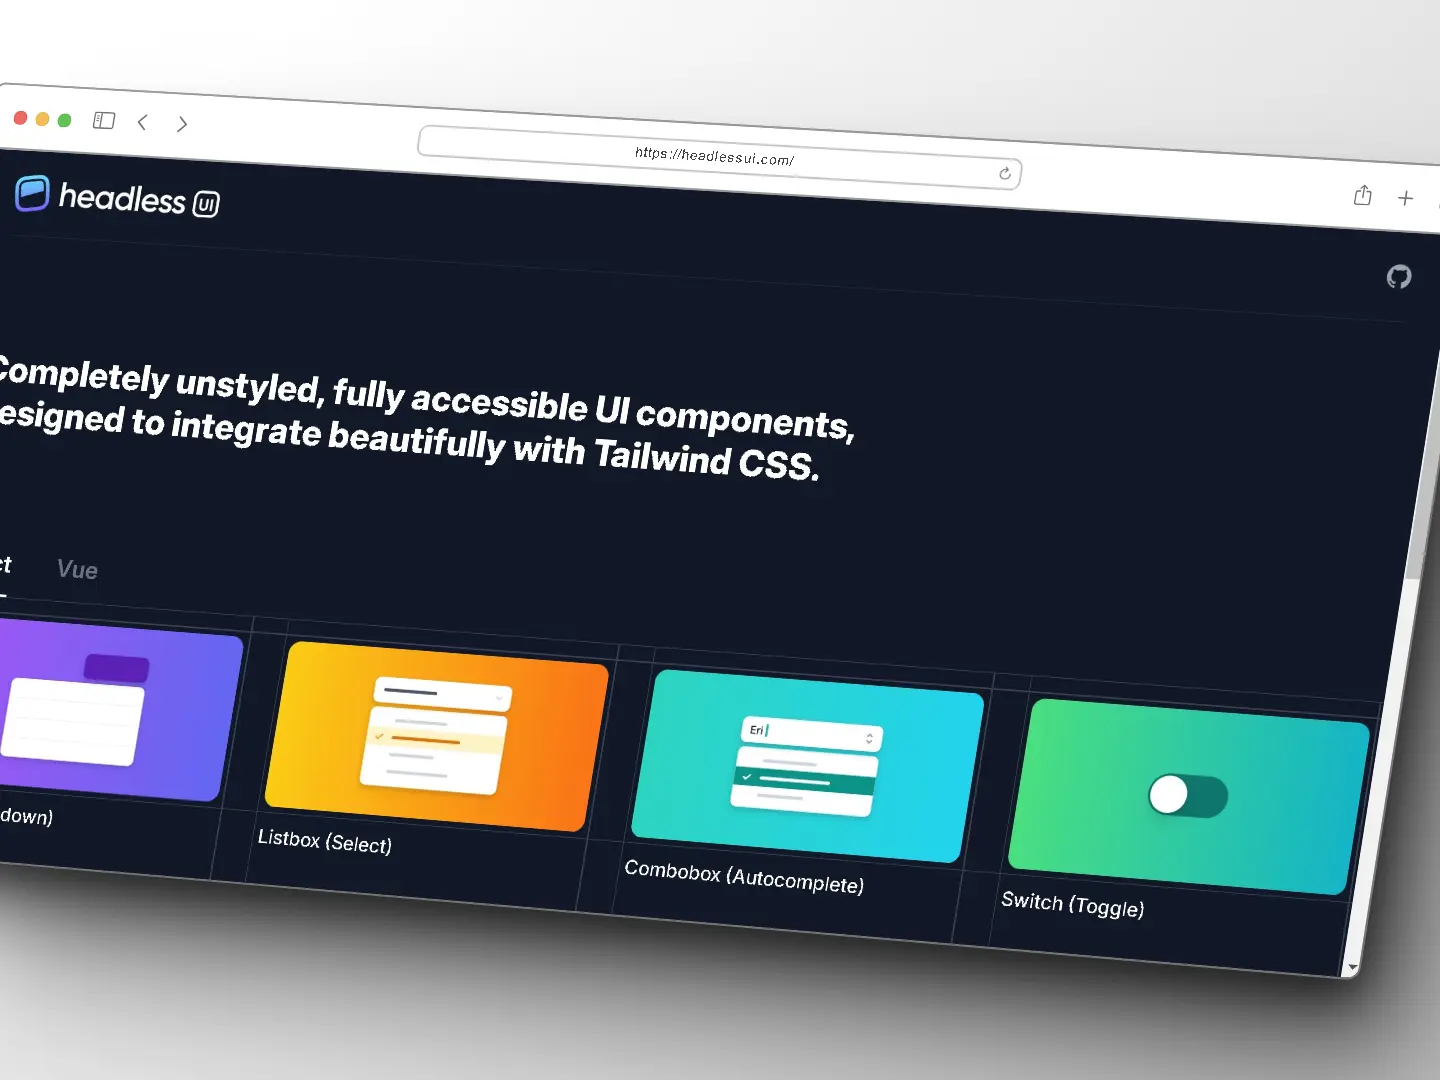 https://headlessui.com/
headless UI
Completely unstyled, fully accessible UI components,
esigned to integrate beautifully with Tailwind CSS.
ct Vue
Eri
down)
Listbox (Select)
Combobox (Autocomplete)
Switch (Toggle)